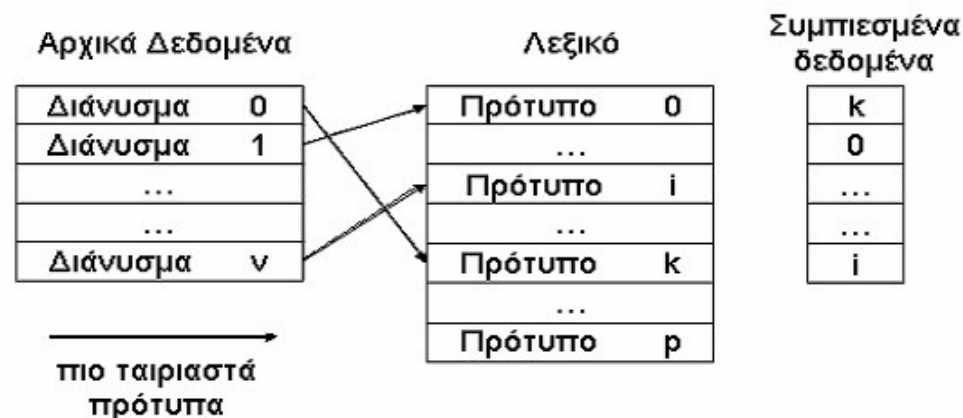 Αρχικά Δεδομένα
Διάνυσμα 0
Διάνυσμα 1
...
...
Διάνυσμα v
πιο ταιριαστά
πρότυπα
Λεξικό
Πρότυπο 0
...
Πρότυπο i
...
Πρότυπο k
...
Πρότυπο p
Συμπιεσμένα
δεδομένα
k
0
...
...
i